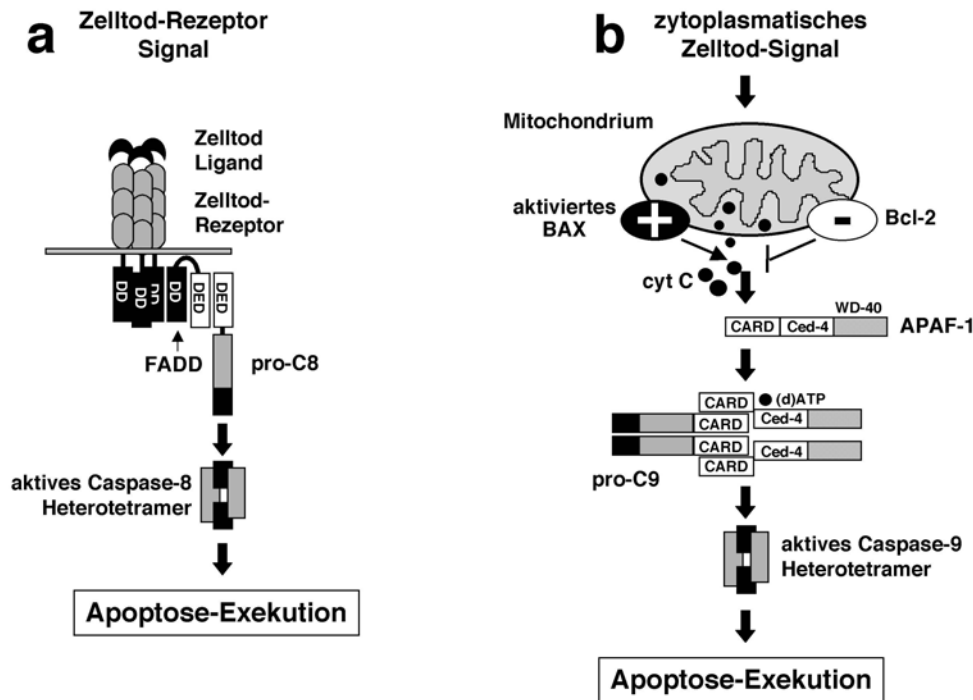 a
Zelltod-Rezeptor
Signal
Zelltod
Ligand
Zelltod-
Rezeptor
DD
DD
DD
DD
DED
DED
FADD
pro-C8
aktives Caspase-8
Heterotetramer
Apoptose-Exekution
b
zytoplasmatisches
Zelltod-Signal
Mitochondrium
aktiviertes
BAX
+
-
Bcl-2
cyt C
WD-40
CARD
Ced-4
APAF-1
CARD
(d)ATP
Ced-4
CARD
CARD
Ced-4
CARD
pro-C9
aktives Caspase-9
Heterotetramer
Apoptose-Exekution